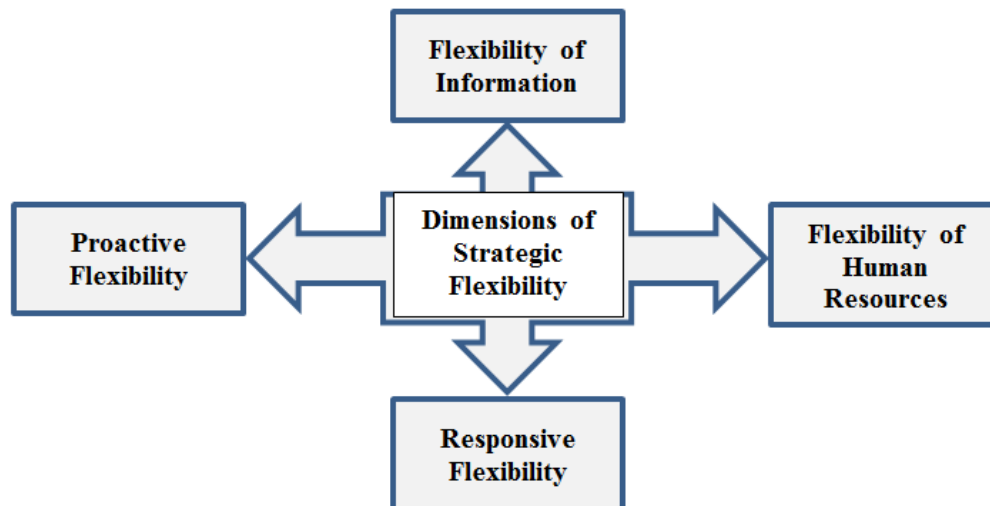 Flexibility of
Information
Proactive
Flexibility
Dimensions of
Strategic
Flexibility
Flexibility of
Human
Resources
Responsive
Flexibility